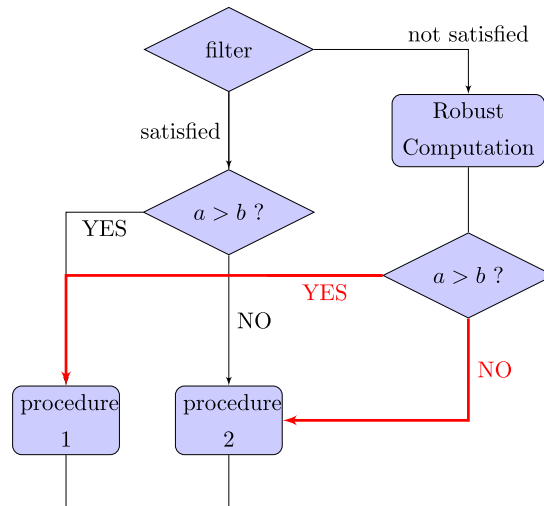 not satisfied
filter
Robust
Computation
satisfied
a > b ?
YES
a > b ?
YES
NO
NO
procedure
1
procedure
2